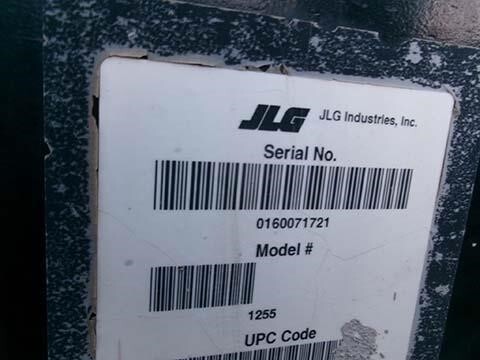 JLG JLG Industries, Inc.
Serial No.
0160071721
Model #
1255
UPC Code